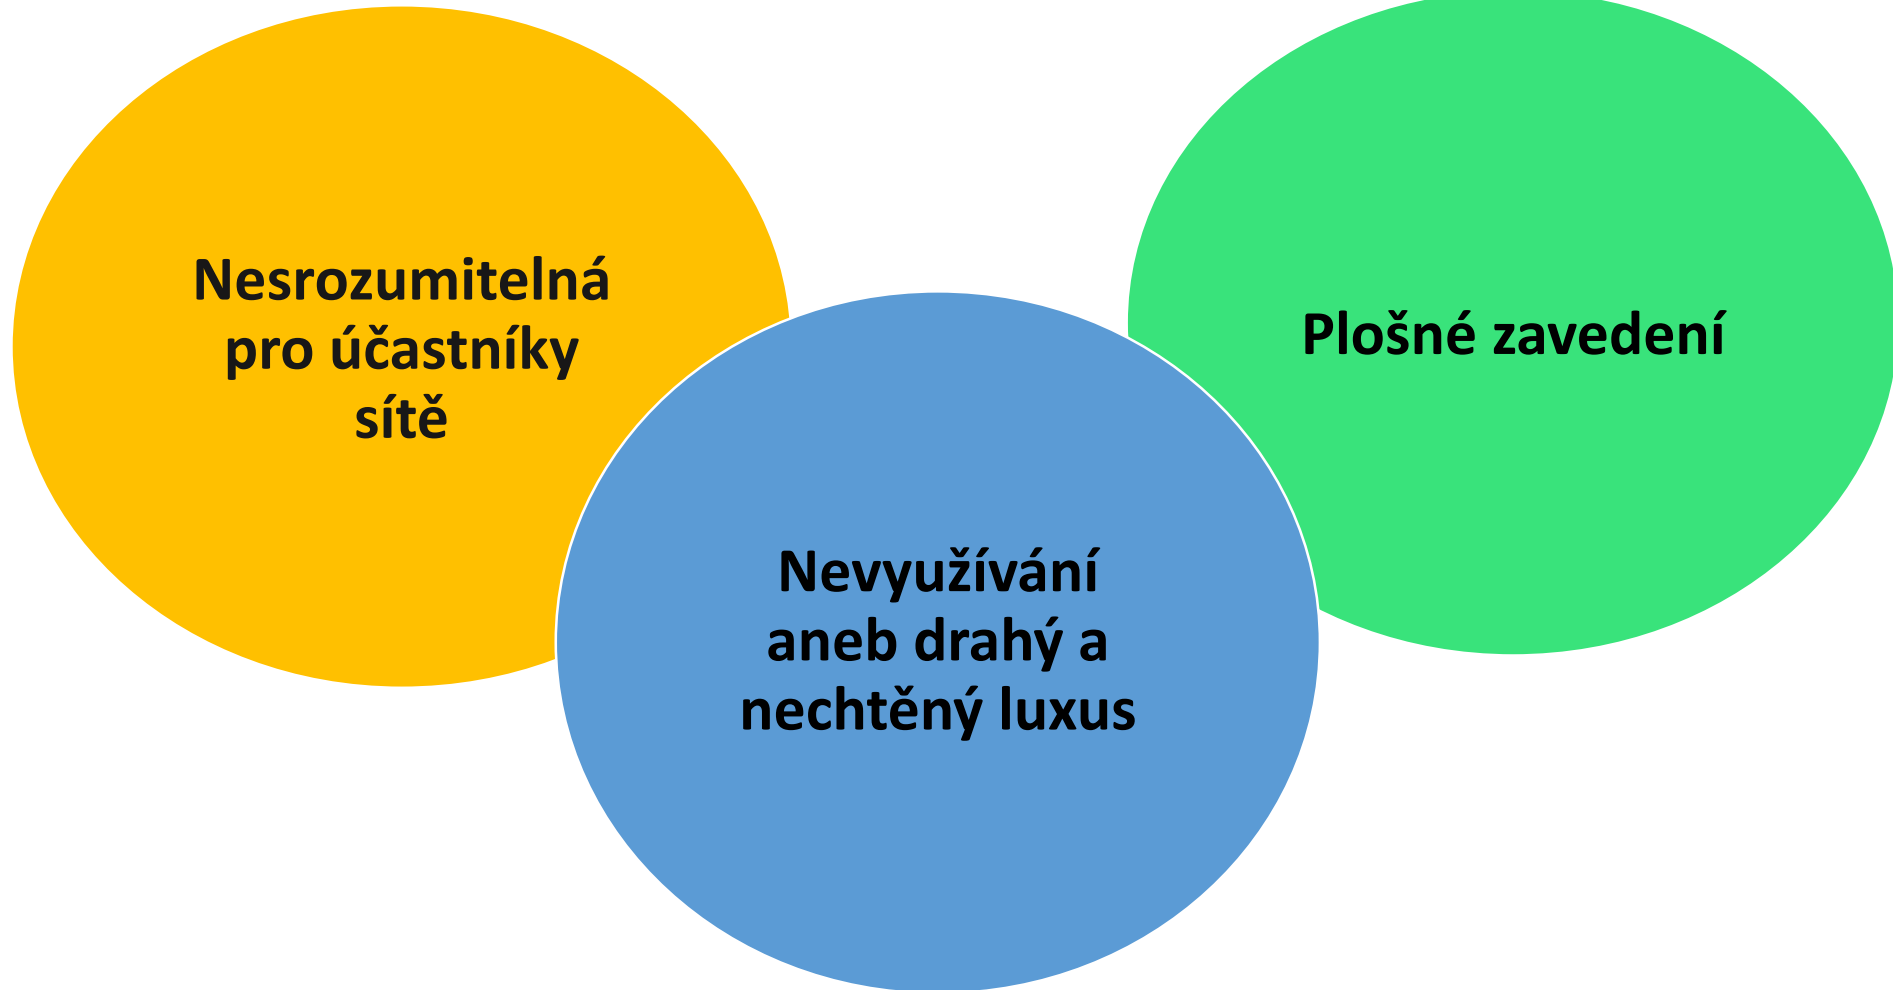 Nesrozumitelná
pro účastníky
sítě
Plošné zavedení
Nevyužívání
aneb drahý a
nechtěný luxus